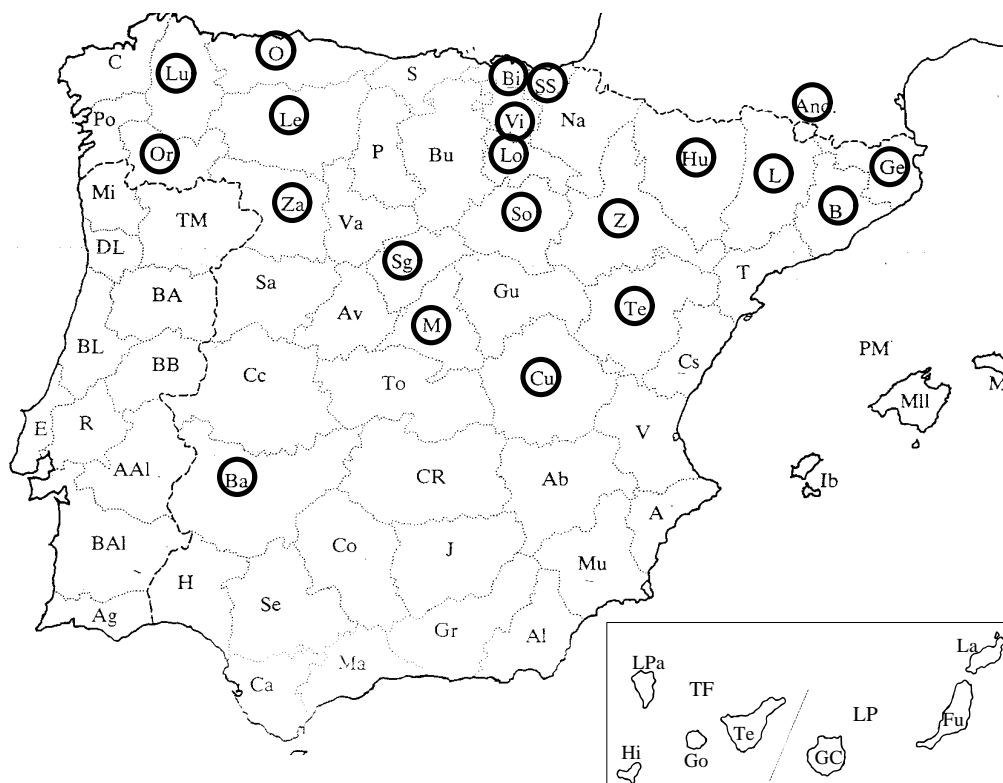 O
C
S
Lu
Bi
SS
And
Po
Le
Vi
Na
Or
P
Bu
Lo
Hu
L
Ge
Mi
TM
Za
Va
So
Z
B
DL
Sg
T
BA
Sa
Av
Gu
M
Te
BL
BB
Cc
To
Cu
Cs
PM
M
Mll
E
R
V
AAl
Ba
CR
Ab
Ib
A
BAl
Co
J
Mu
H
Ag
Se
Gr
Al
Ma
Ca
La
LPa
TF
LP
Te
Fu
Hi
Go
GC